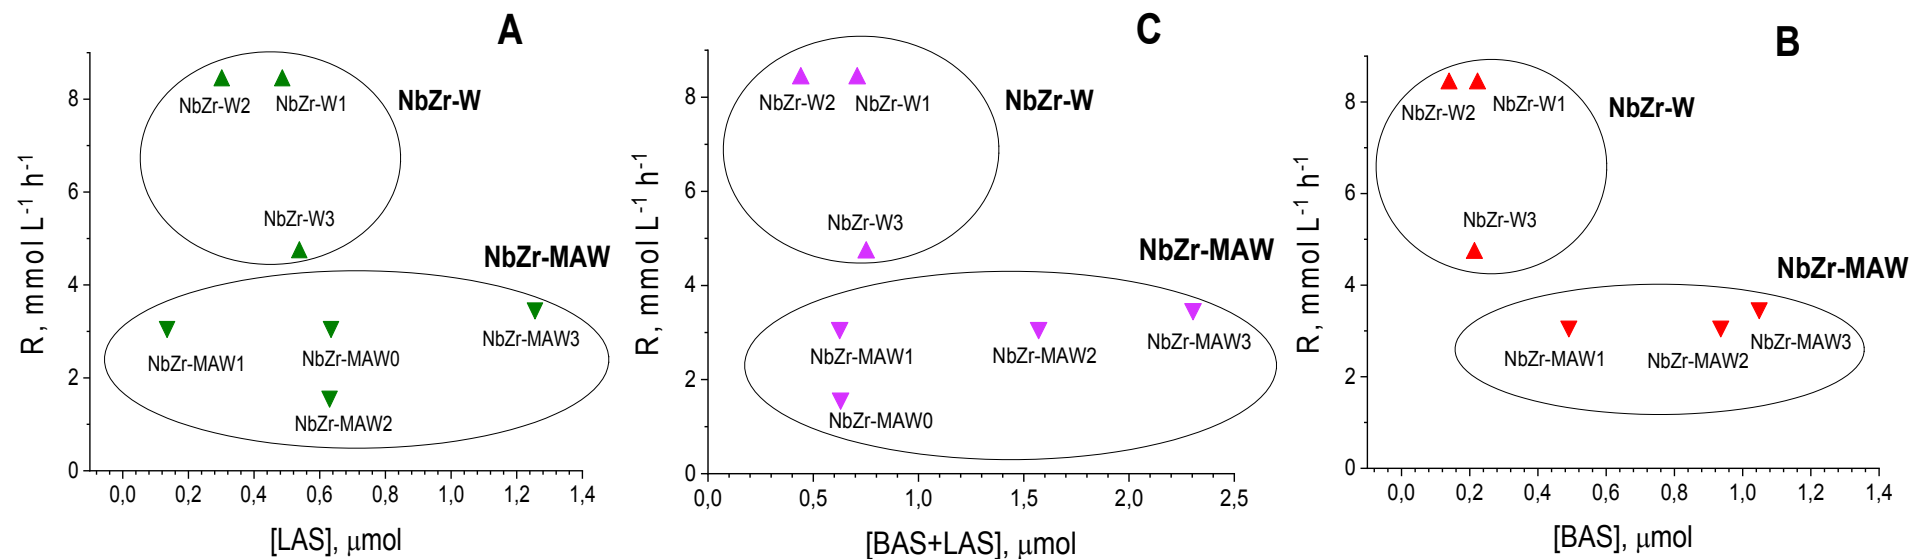 A
NbZr-W
NbZr-W2
NbZr-W1
NbZr-W3
NbZr-MAW
NbZr-MAW3
NbZr-MAW1
NbZr-MAW0
NbZr-MAW2
R, mmol L⁻¹ h⁻¹
8
6
4
2
0
0,0 0,2 0,4 0,6 0,8 1,0 1,2 1,4
[LAS], μmol
C
NbZr-W
NbZr-W2
NbZr-W1
NbZr-W3
NbZr-MAW
NbZr-MAW3
NbZr-MAW1
NbZr-MAW2
NbZr-MAW0
R, mmol L⁻¹ h⁻¹
8
6
4
2
0
0,0 0,5 1,0 1,5 2,0 2,5
[BAS+LAS], μmol
B
NbZr-W
NbZr-W2
NbZr-W1
NbZr-W3
NbZr-MAW
NbZr-MAW3
NbZr-MAW1
NbZr-MAW2
R, mmol L⁻¹ h⁻¹
8
6
4
2
0
0,0 0,2 0,4 0,6 0,8 1,0 1,2 1,4
[BAS], μmol